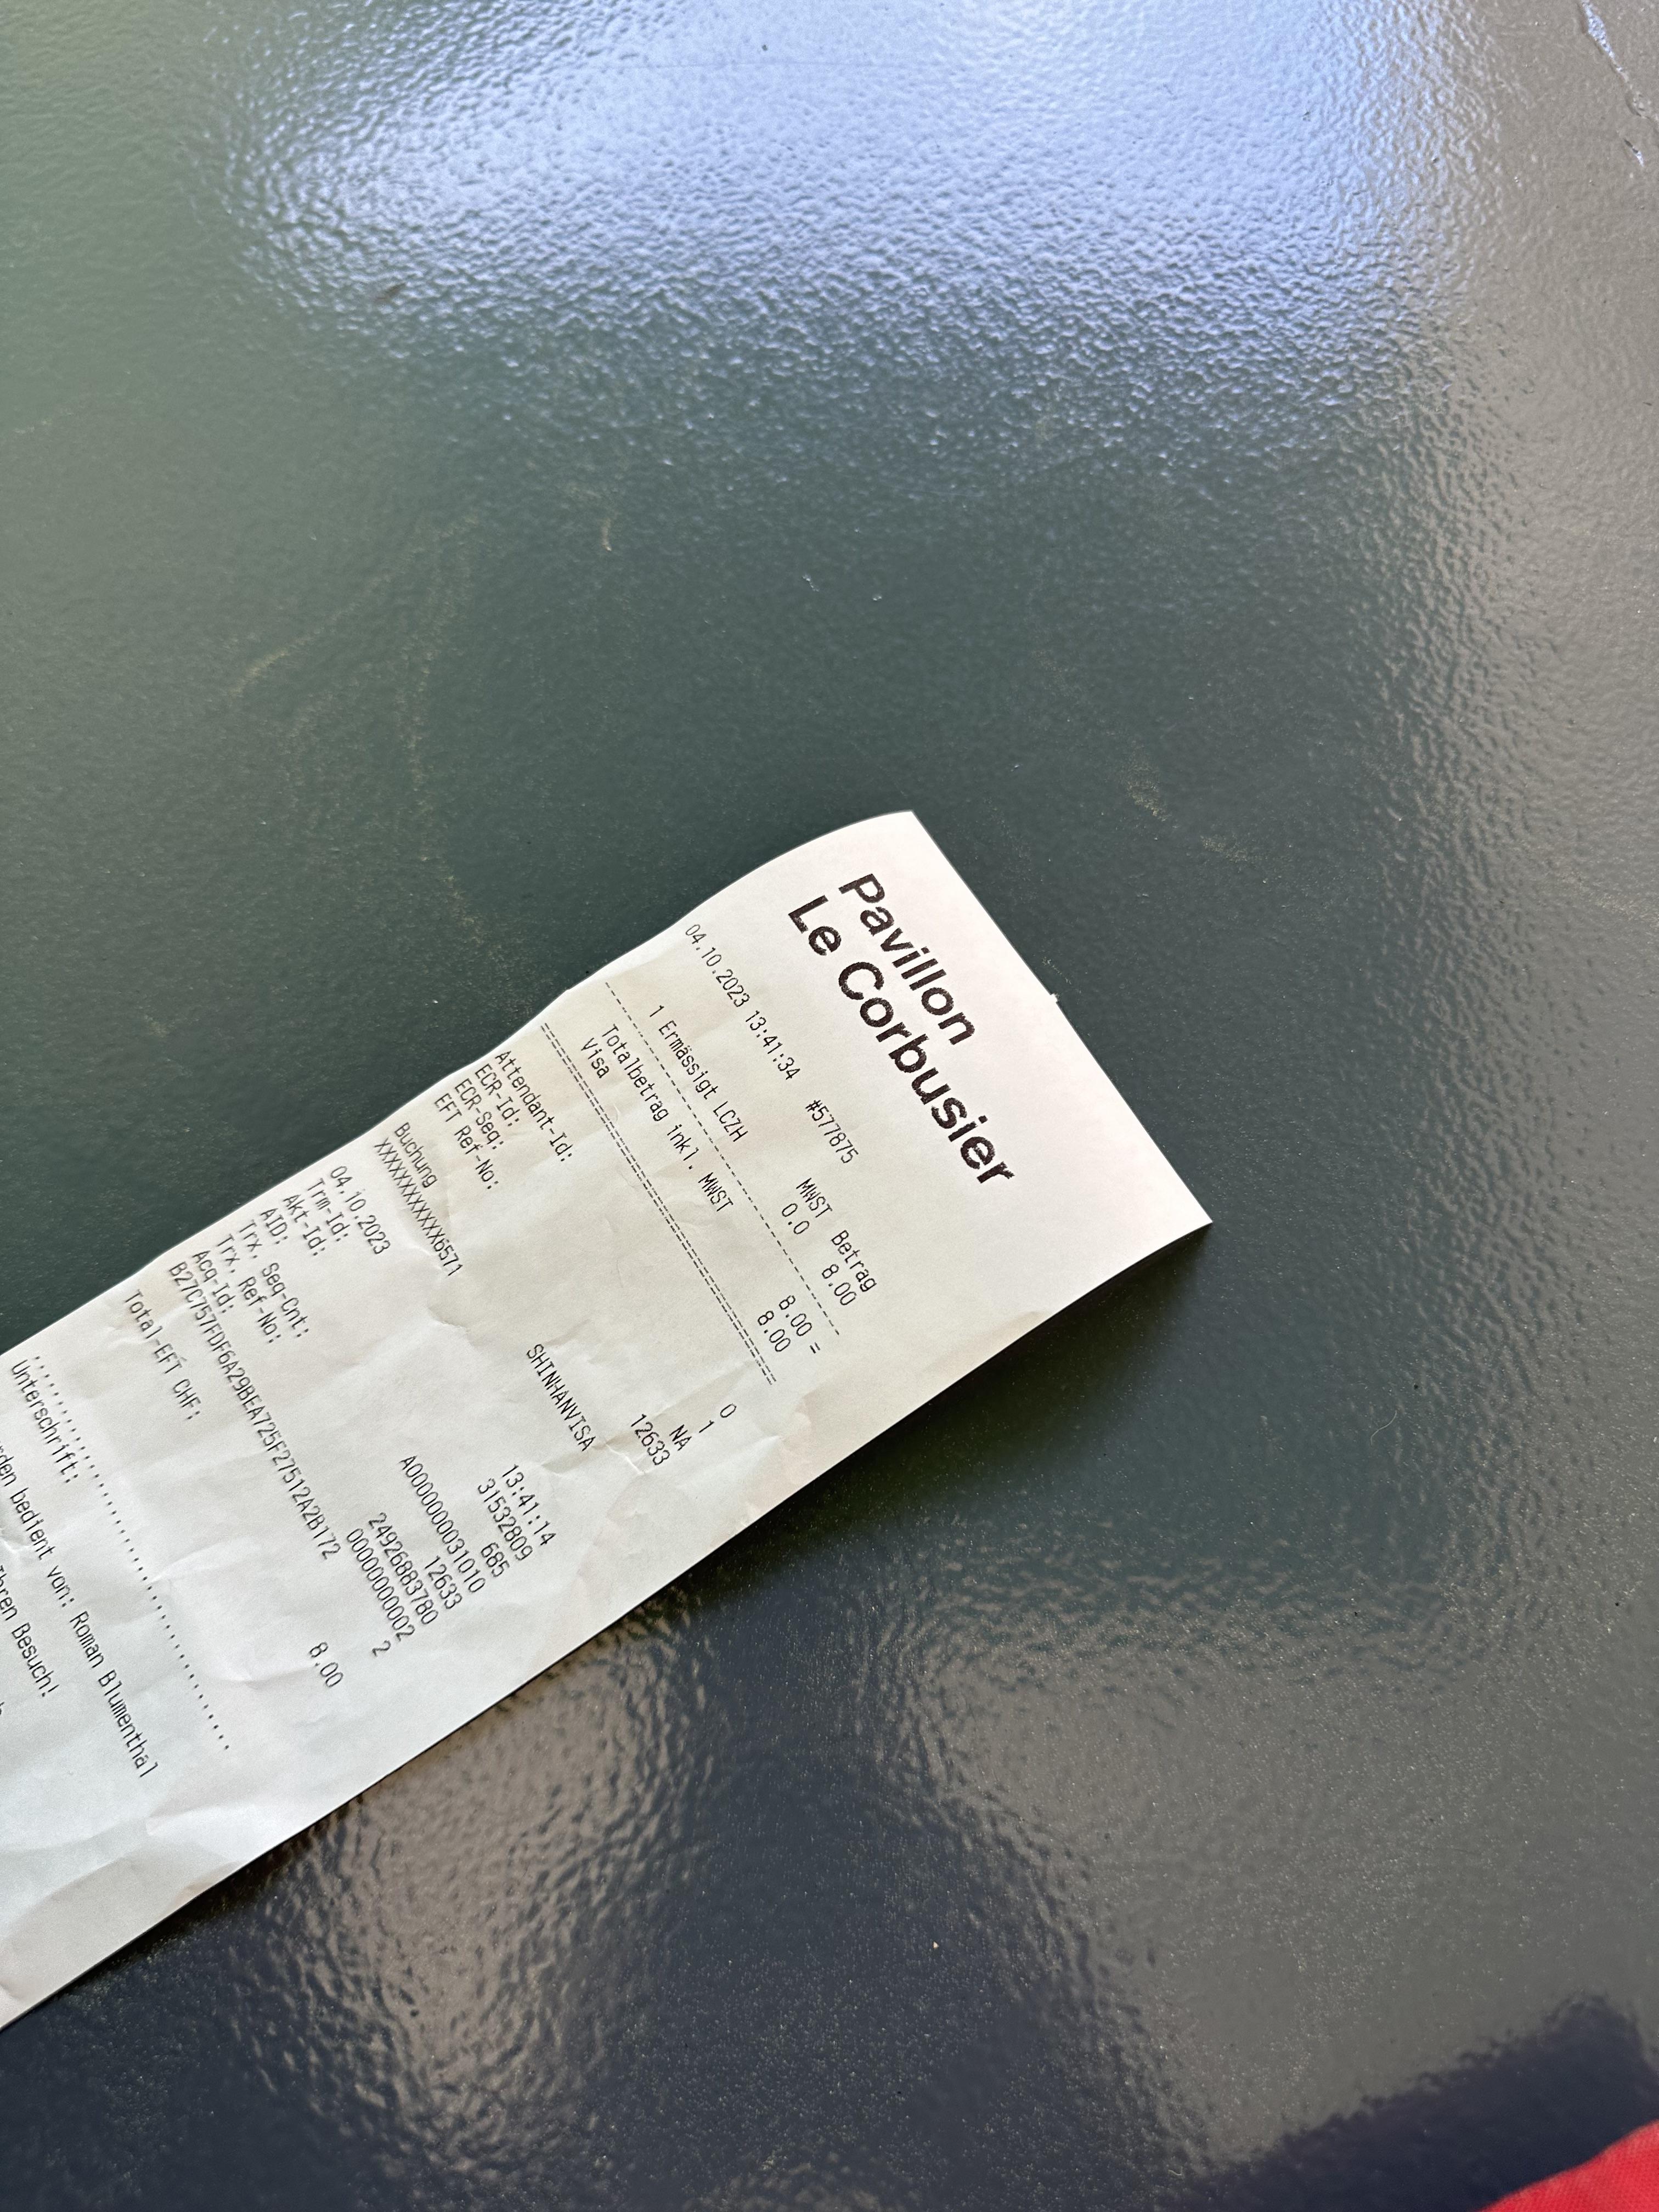 Pavillon
Le Corbusier
04.10.2023 13:41:34 #577875
MWST Betrag
1 Ermässigt LCZH 0.0 8.00
Totalbetrag inkl. MWST 8.00 =
Visa 8.00
Attendant-Id: 0
ECR-Id: 1
ECR-Seq: NA
EFT Ref-No: 12633
Buchung SHINHANVISA
XXXXXXXXXXXX6571
04.10.2023 13:41:14
Trm-Id: 31532809
Akt-Id: 685
AID: A0000000031010
Trx. Seq-Cnt: 12633
Trx. Ref-No: 24926883780
Acq-Id: 00000000002
B27C757FDF6A29BEA725F27512A2B172 2
Total-EFT CHF: 8.00
Unterschrift:
bedient von: Roman Blumenthal
Ihren Besuch!